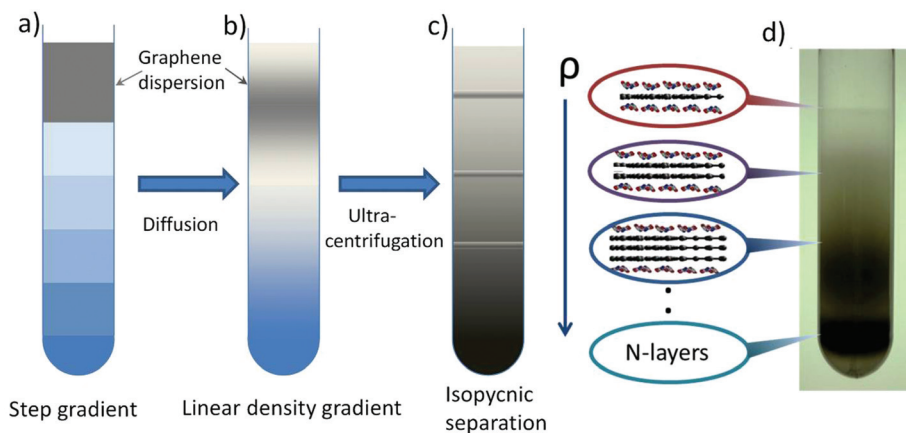 a)
b)
c)
d)
Graphene
dispersion
ρ
Diffusion
Ultra-
centrifugation
N-layers
Step gradient
Linear density gradient
Isopycnic
separation